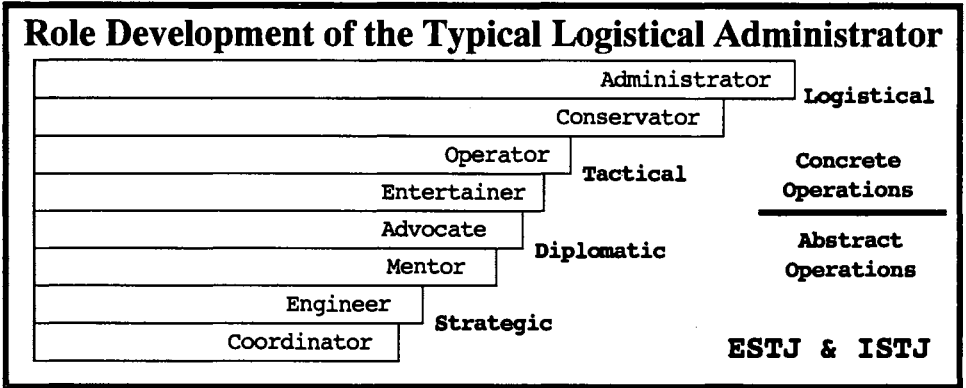 Role Development of the Typical Logistical Administrator
Administrator
Logistical
Conservator
Operator
Tactical
Entertainer
Concrete
Operations
Advocate
Diplomatic
Mentor
Abstract
Operations
Engineer
Strategic
Coordinator
ESTJ & ISTJ